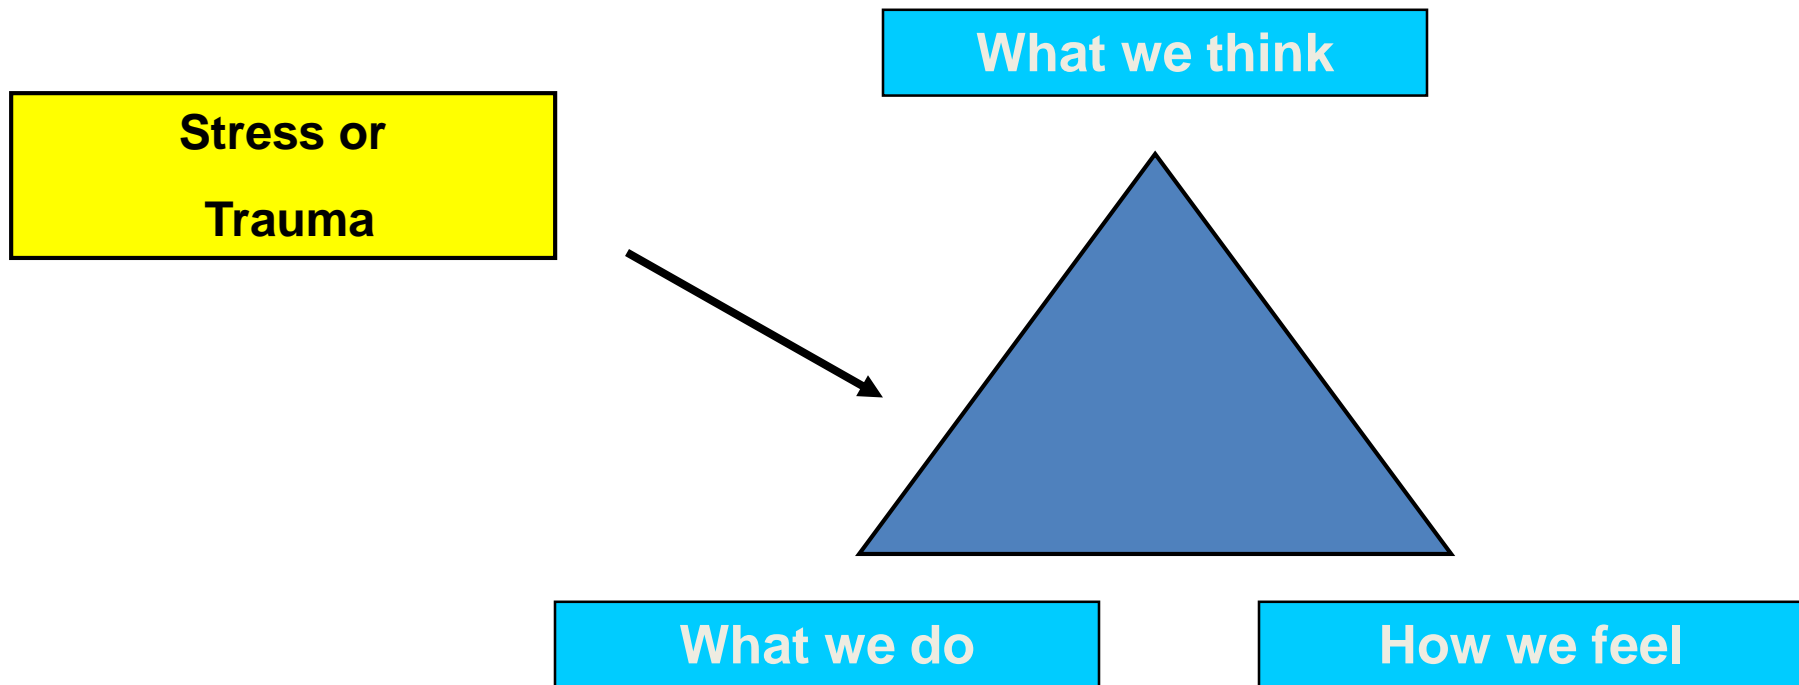 What we think
Stress or
Trauma
What we do
How we feel